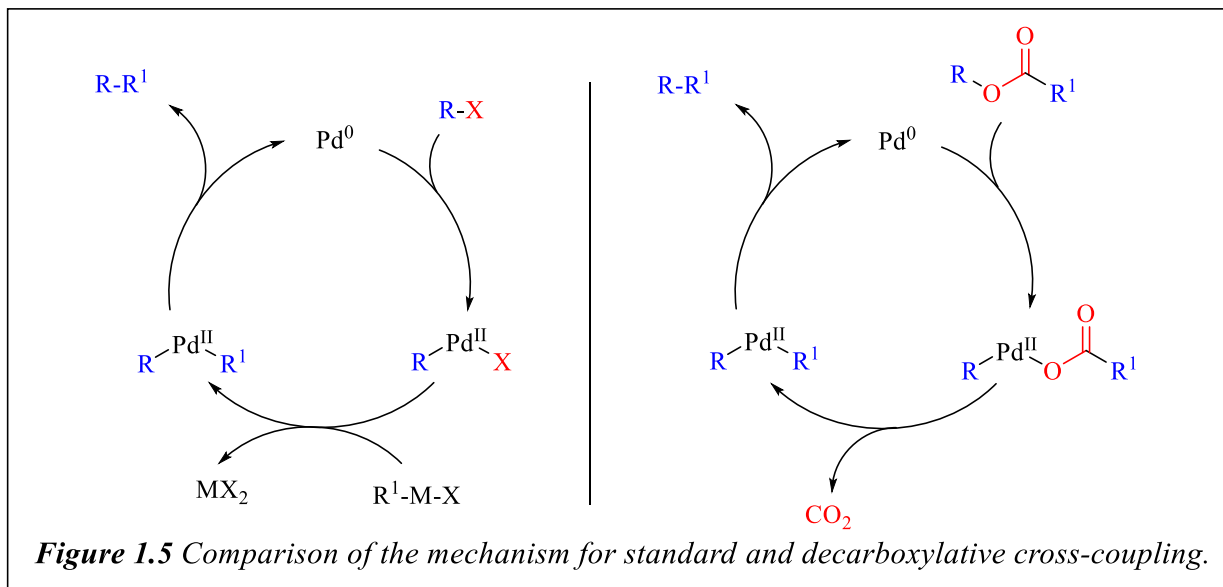 R-R¹
R-X
Pd⁰
R-Pdᴵᴵ-R¹
R-Pdᴵᴵ-X
MX₂
R¹-M-X
R-R¹
O
R O R¹
Pd⁰
R-Pdᴵᴵ-R¹
O
R-Pdᴵᴵ-O R¹
CO₂
Figure 1.5 Comparison of the mechanism for standard and decarboxylative cross-coupling.